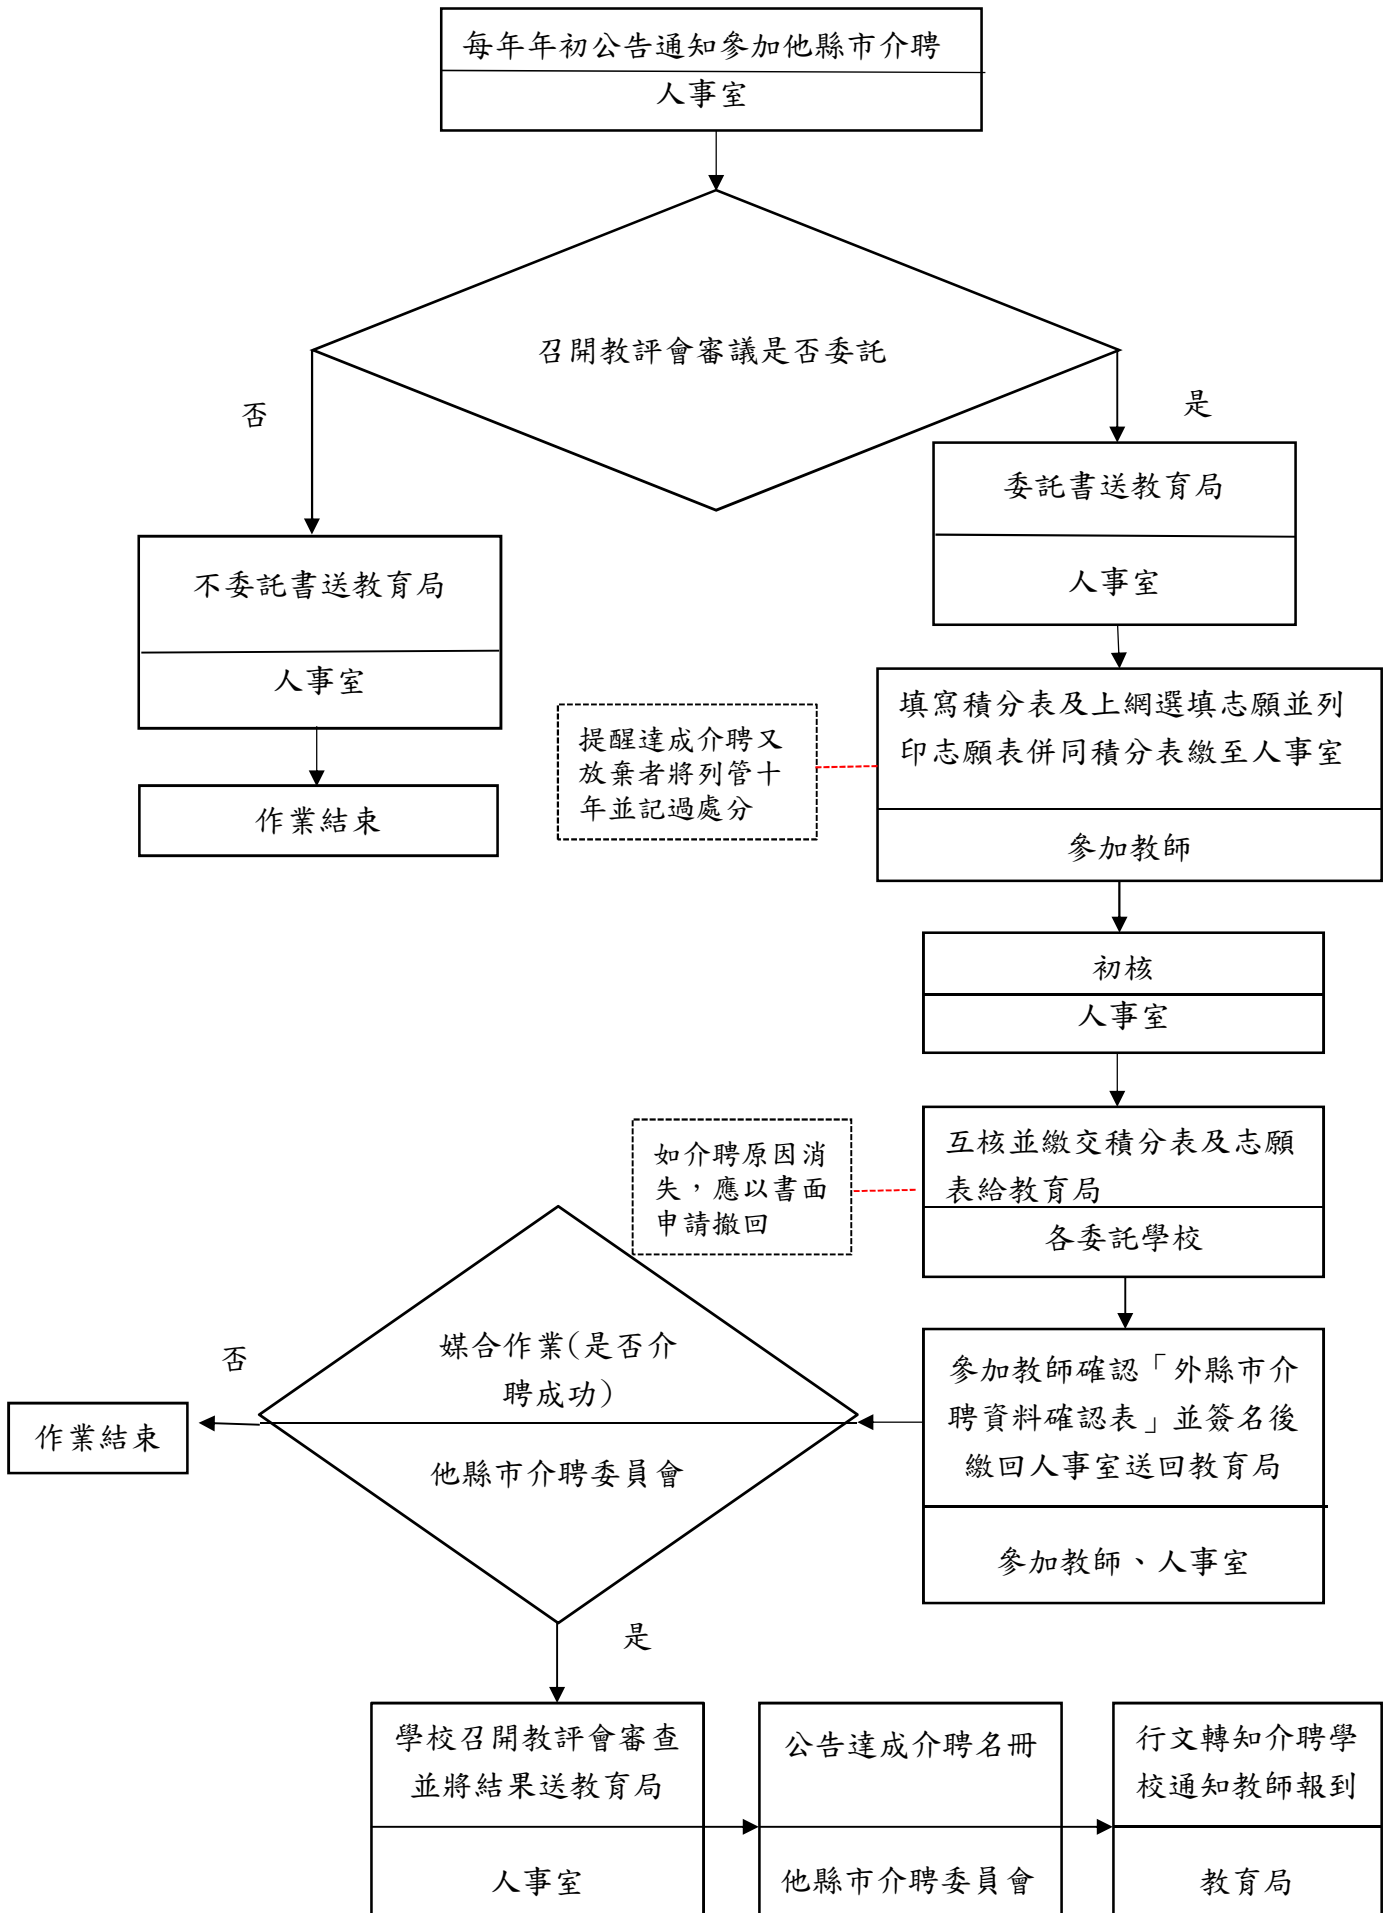 每年年初公告通知參加他縣市介聘
人事室
召開教評會審議是否委託
否
是
委託書送教育局
人事室
不委託書送教育局
人事室
作業結束
提醒達成介聘又
放棄者將列管十
年並記過處分
填寫積分表及上網選填志願並列
印志願表併同積分表繳至人事室
參加教師
初核
人事室
如介聘原因消
失，應以書面
申請撤回
互核並繳交積分表及志願
表給教育局
各委託學校
參加教師確認「外縣市介
聘資料確認表」並簽名後
繳回人事室送回教育局
參加教師、人事室
媒合作業(是否介
聘成功)
他縣市介聘委員會
否
作業結束
是
學校召開教評會審查
並將結果送教育局
人事室
公告達成介聘名冊
他縣市介聘委員會
行文轉知介聘學
校通知教師報到
教育局